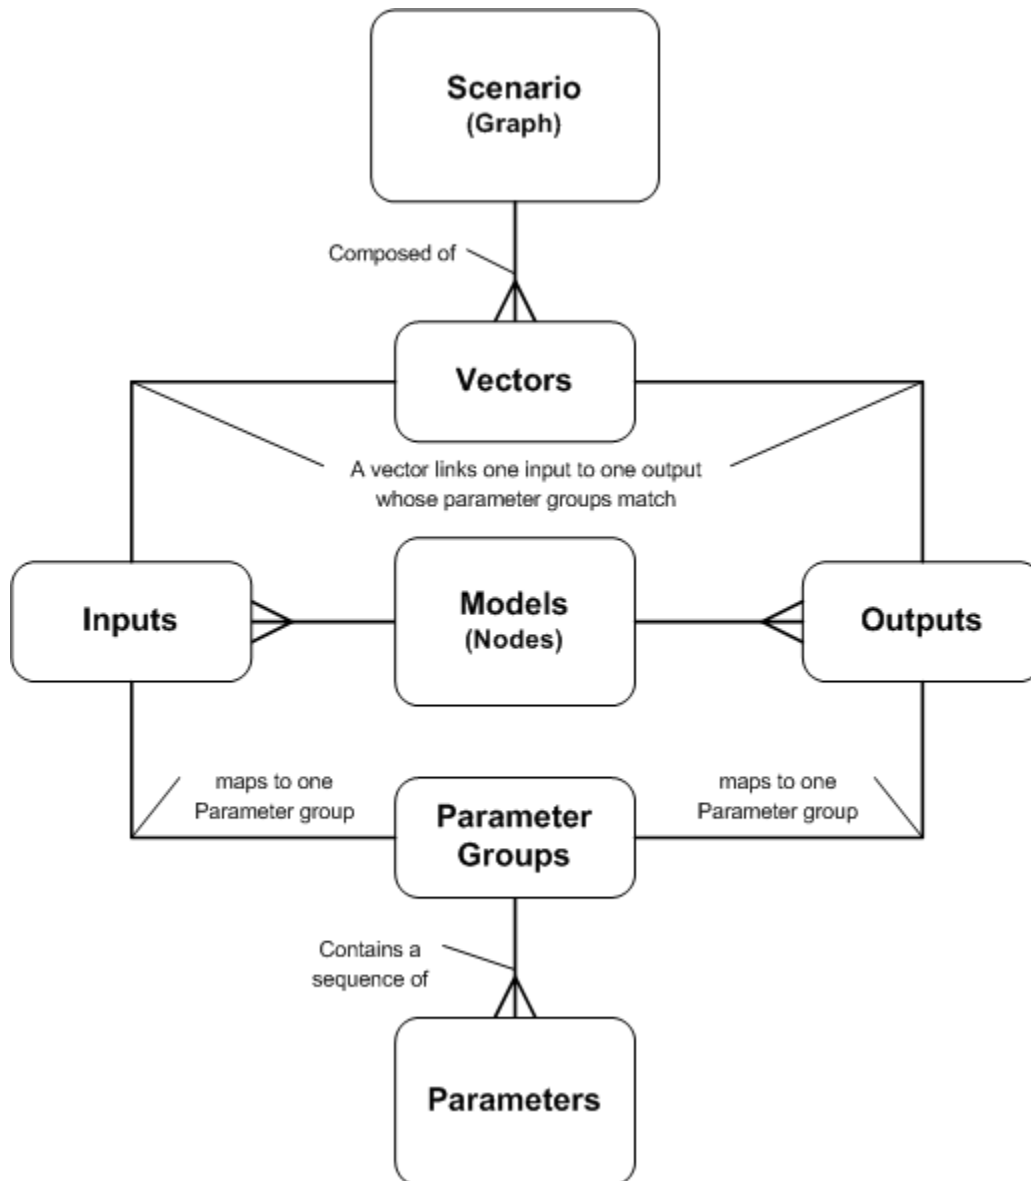 Scenario
(Graph)
Composed of
Vectors
A vector links one input to one output
whose parameter groups match
Inputs
Models
(Nodes)
Outputs
maps to one
Parameter group
Parameter
Groups
maps to one
Parameter group
Contains a
sequence of
Parameters